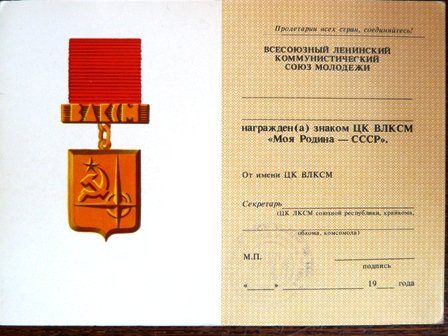 ВЛКСМ
Пролетарии всех стран, соединяйтесь!
ВСЕСОЮЗНЫЙ ЛЕНИНСКИЙ
КОММУНИСТИЧЕСКИЙ
СОЮЗ МОЛОДЕЖИ
награжден(а) знаком ЦК ВЛКСМ
«Моя Родина — СССР».
От имени ЦК ВЛКСМ
Секретарь
(ЦК ЛКСМ союзной республики, крайкома,
обкома, комсомола)
М.П.
подпись
« » 19 года